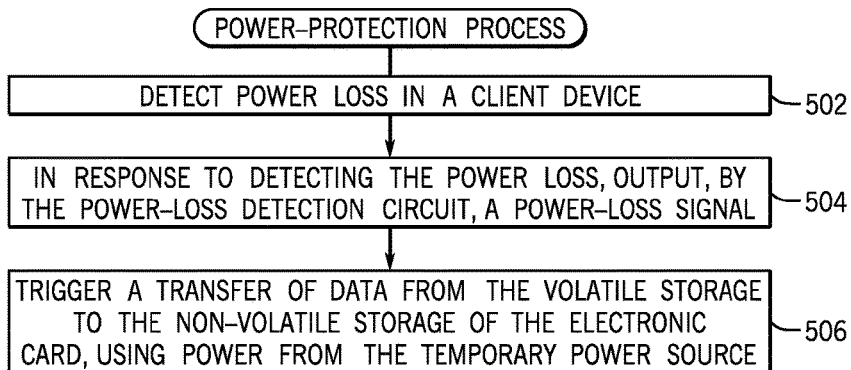 POWER-PROTECTION PROCESS
DETECT POWER LOSS IN A CLIENT DEVICE
502
IN RESPONSE TO DETECTING THE POWER LOSS, OUTPUT, BY
THE POWER-LOSS DETECTION CIRCUIT, A POWER-LOSS SIGNAL
504
TRIGGER A TRANSFER OF DATA FROM THE VOLATILE STORAGE
TO THE NON-VOLATILE STORAGE OF THE ELECTRONIC
CARD, USING POWER FROM THE TEMPORARY POWER SOURCE
506